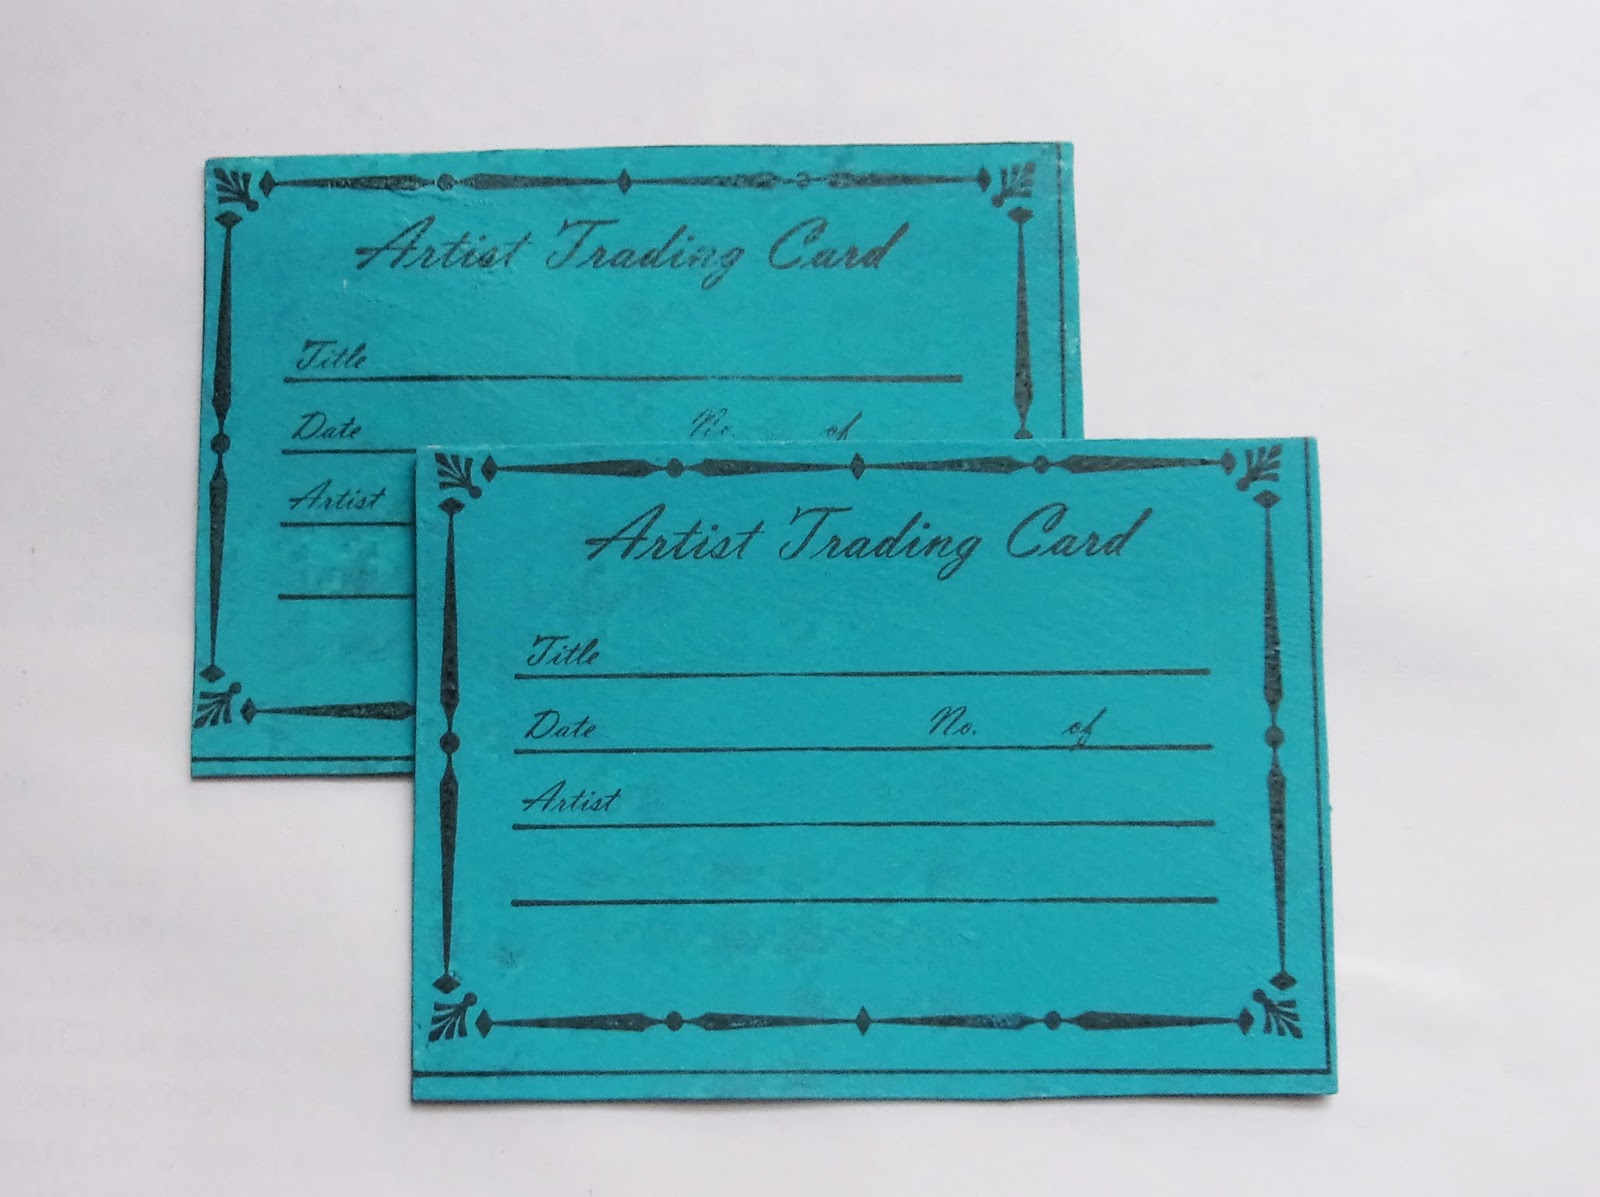 Artist Trading Card
Title
Date No. of
Artist
Artist Trading Card
Title
Date No. of
Artist